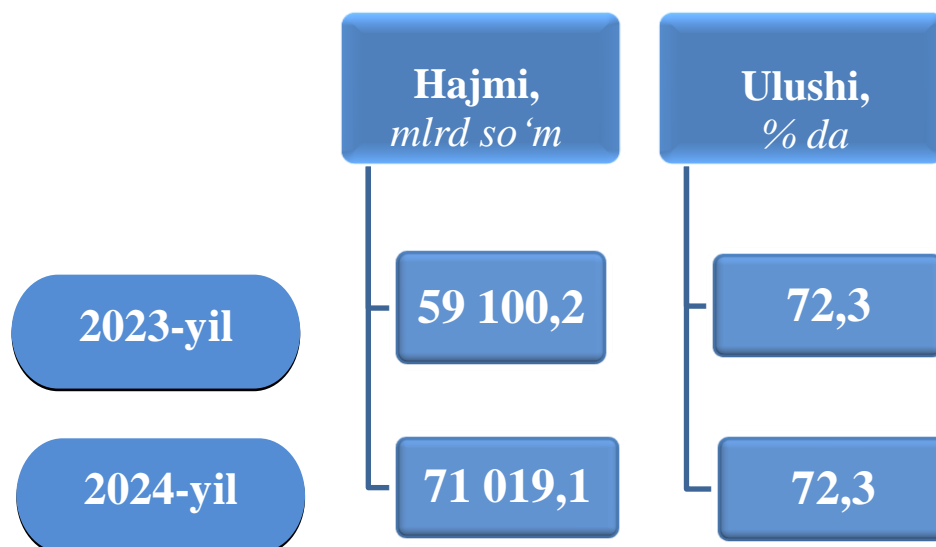 Hajmi,
mlrd so‘m
Ulushi,
% da
2023-yil
59 100,2
72,3
2024-yil
71 019,1
72,3